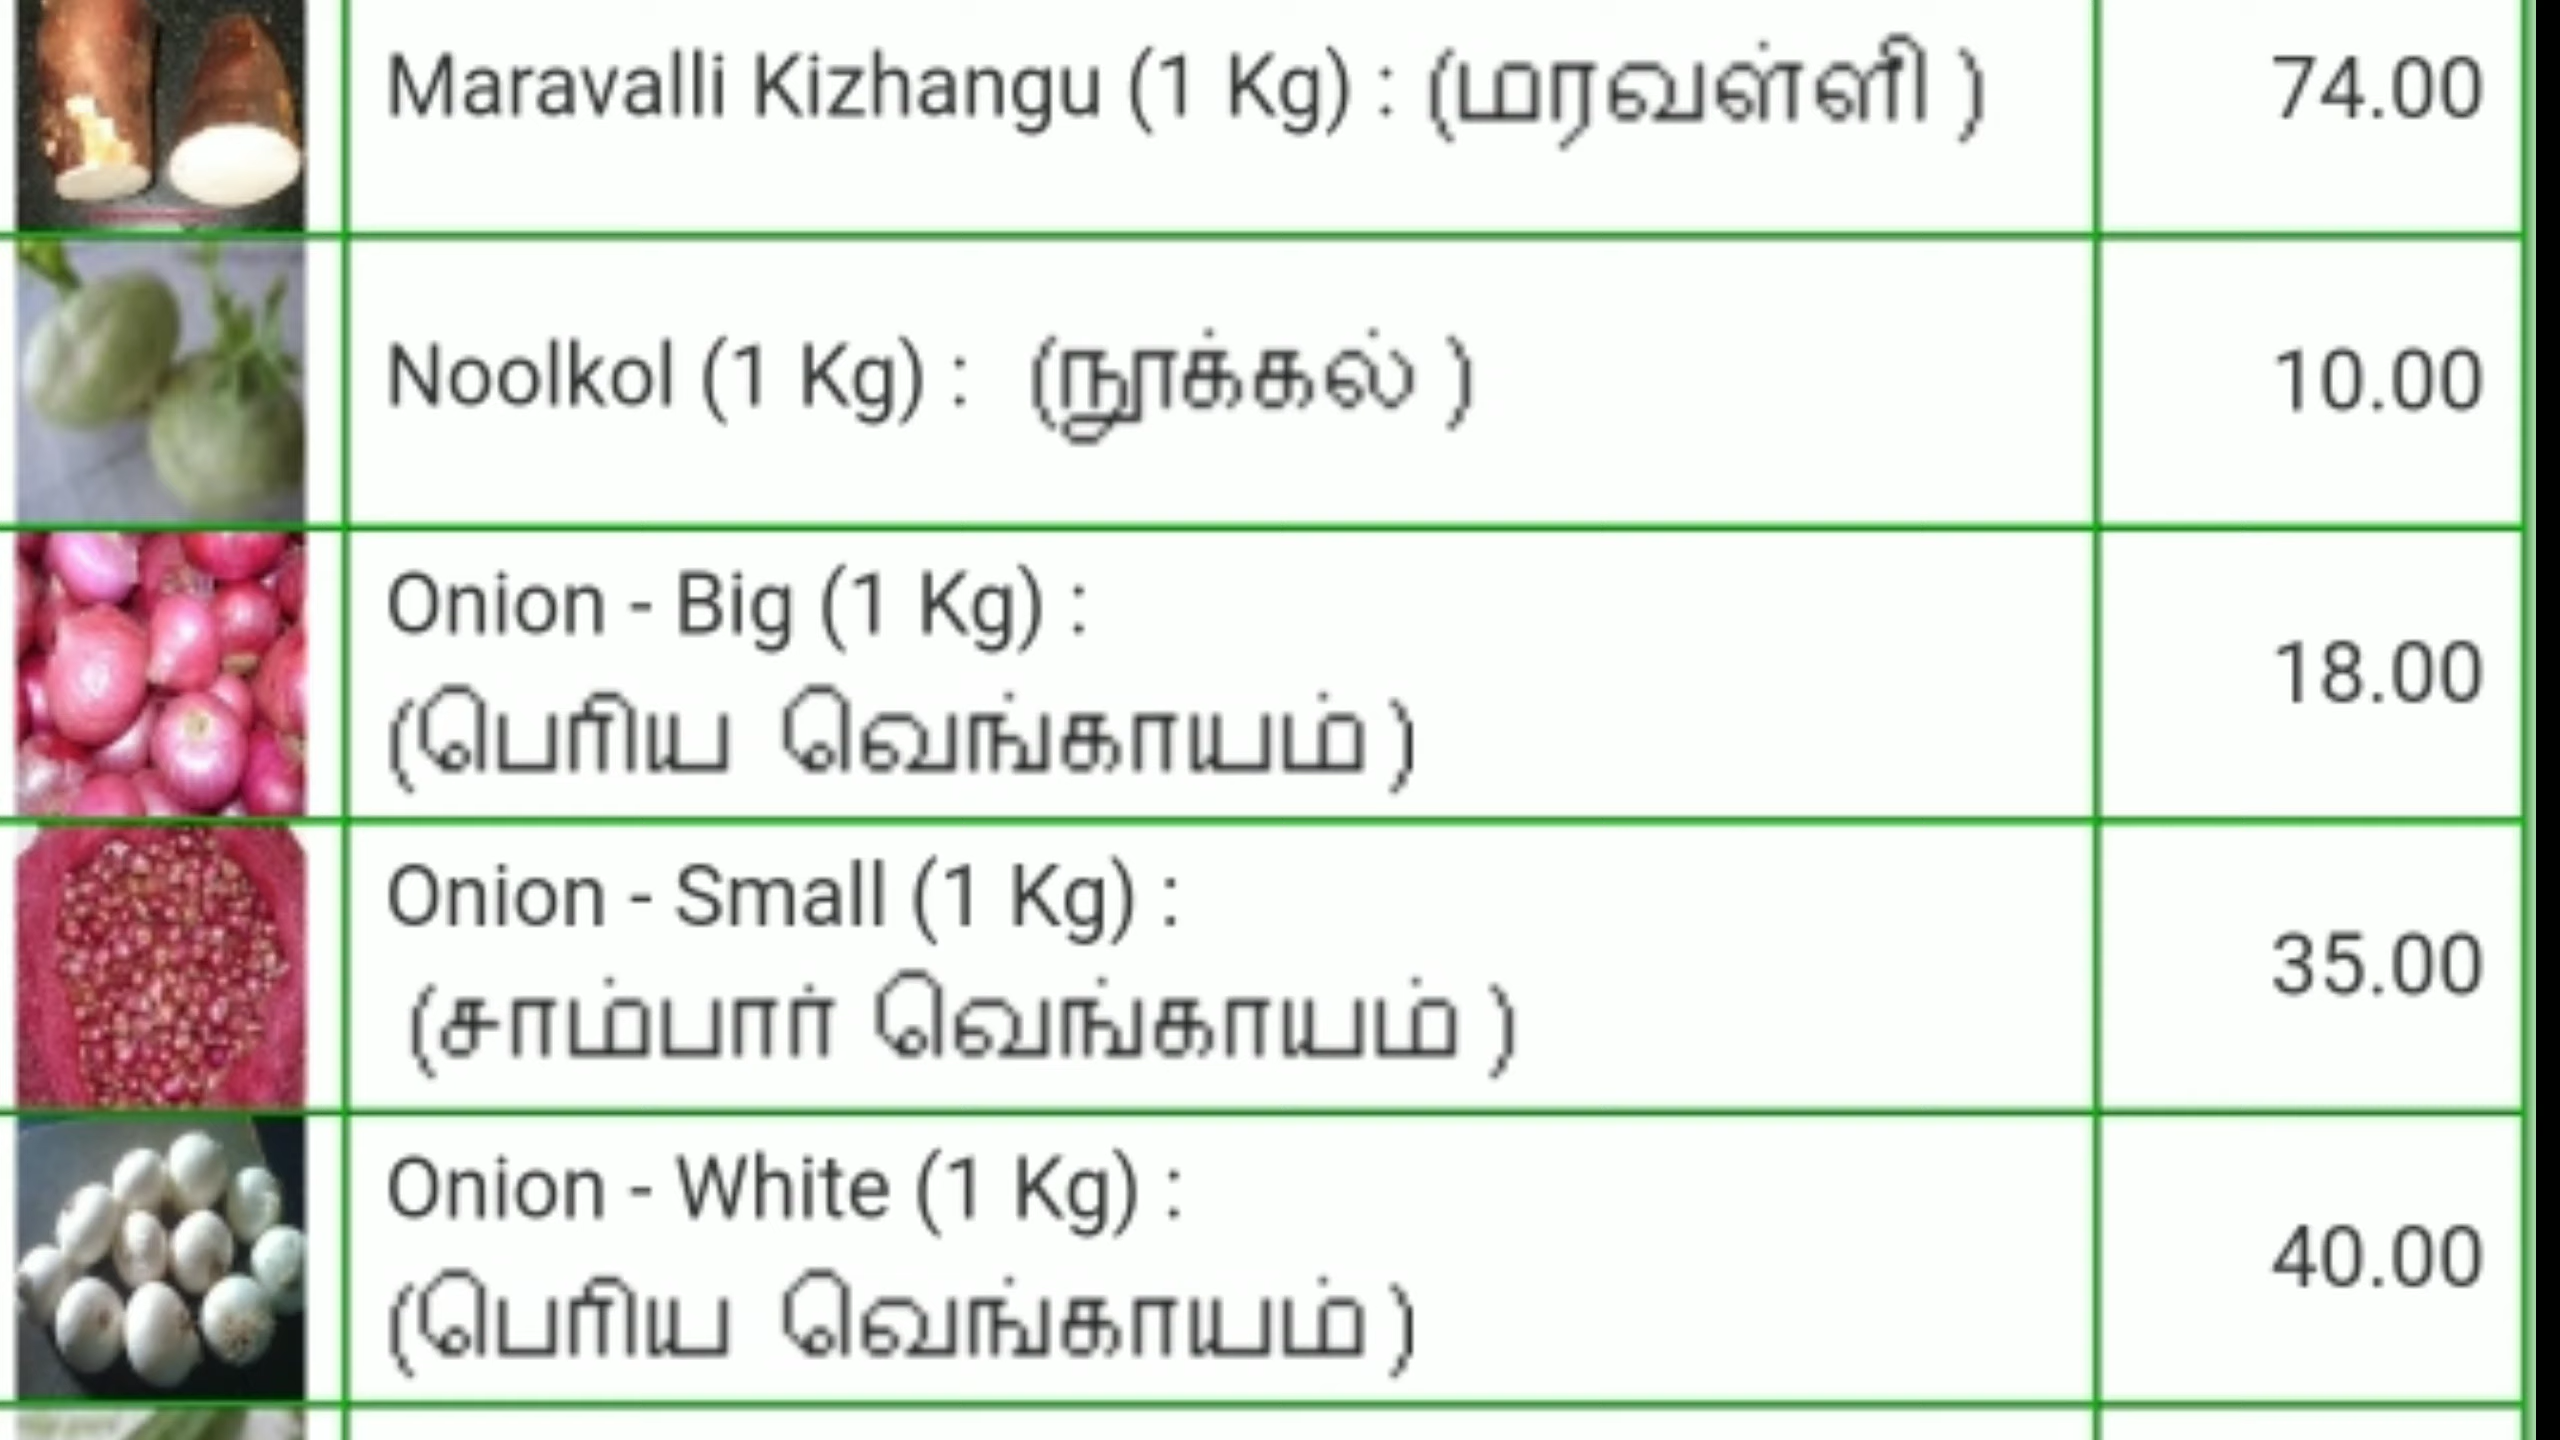 Maravalli Kizhangu (1 Kg) : (மரவள்ளி )
74.00
Noolkol (1 Kg) : (நூக்கல் )
10.00
Onion - Big (1 Kg) :
(பெரிய வெங்காயம் )
18.00
Onion - Small (1 Kg) :
(சாம்பார் வெங்காயம் )
35.00
Onion - White (1 Kg) :
(பெரிய வெங்காயம் )
40.00